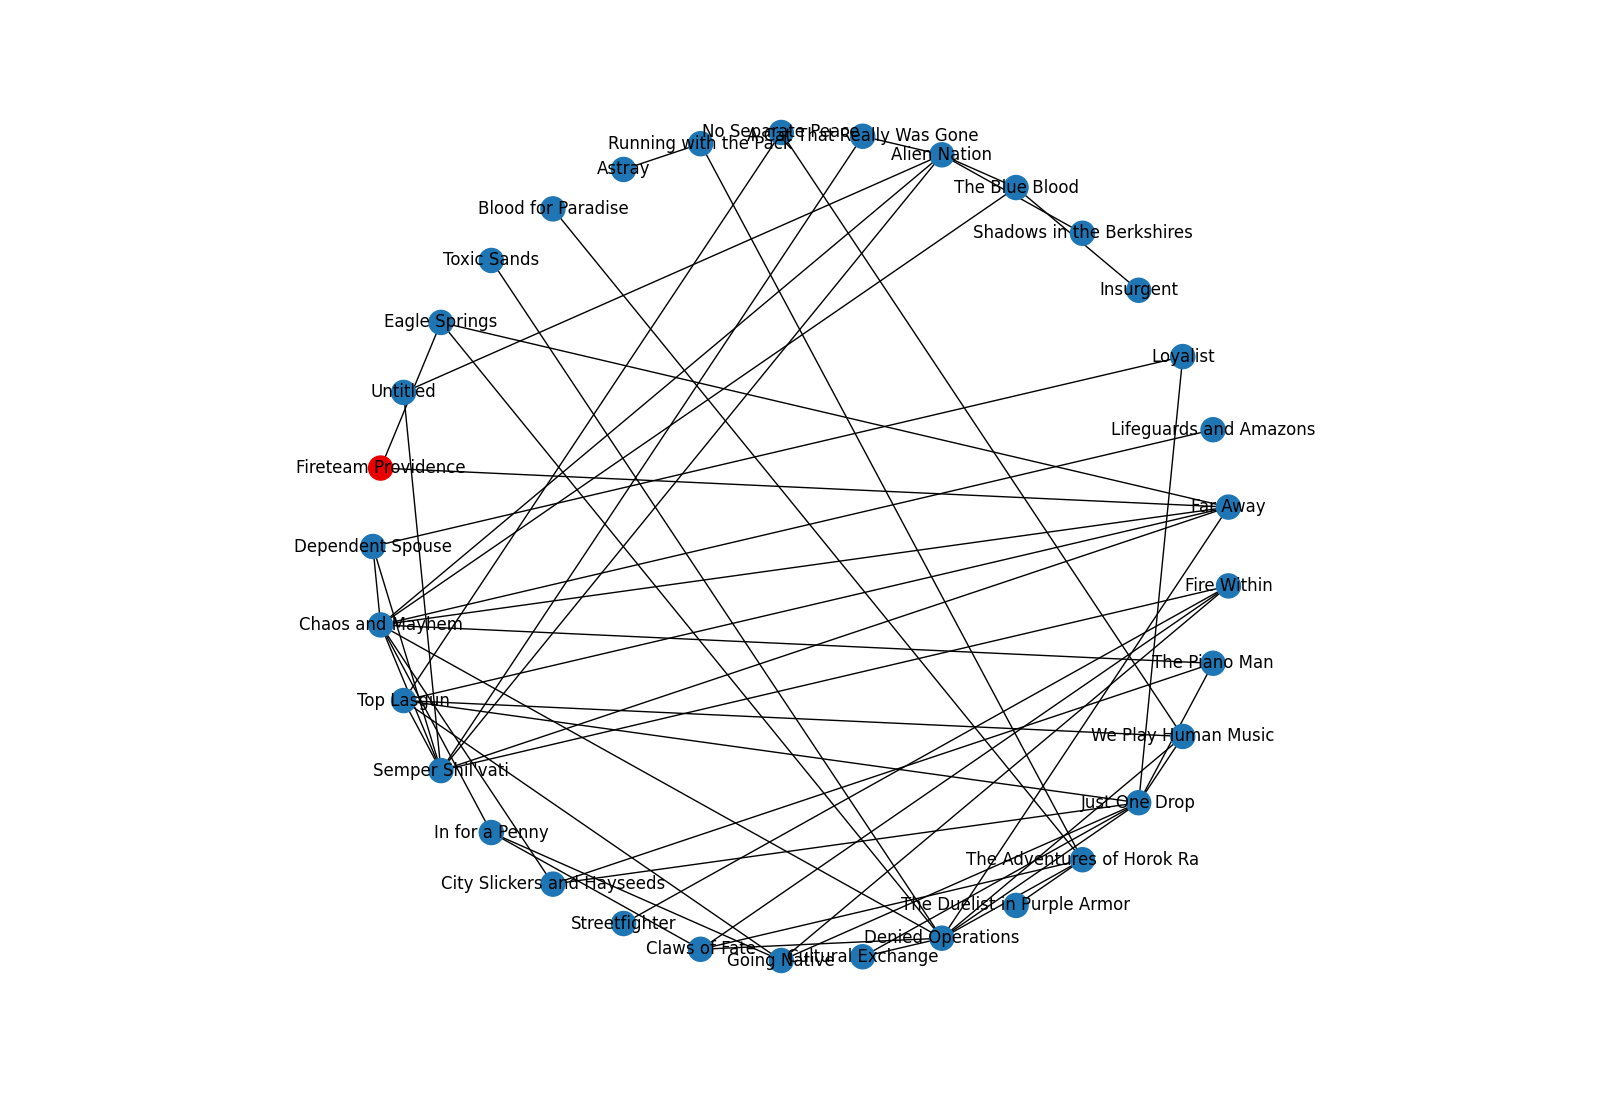 No Separate Peace
A Cat That Really Was Gone
Running with the Pack
Alien Nation
Astray
The Blue Blood
Blood for Paradise
Shadows in the Berkshires
Toxic Sands
Insurgent
Eagle Springs
Loyalist
Untitled
Lifeguards and Amazons
Fireteam Providence
Far Away
Dependent Spouse
Fire Within
Chaos and Mayhem
The Piano Man
Top Lasgun
We Play Human Music
Semper Shil'vati
Just One Drop
In for a Penny
The Adventures of Horok Ra
City Slickers and Hayseeds
The Duelist in Purple Armor
Streetfighter
Denied Operations
Claws of Fate
Cultural Exchange
Going Native